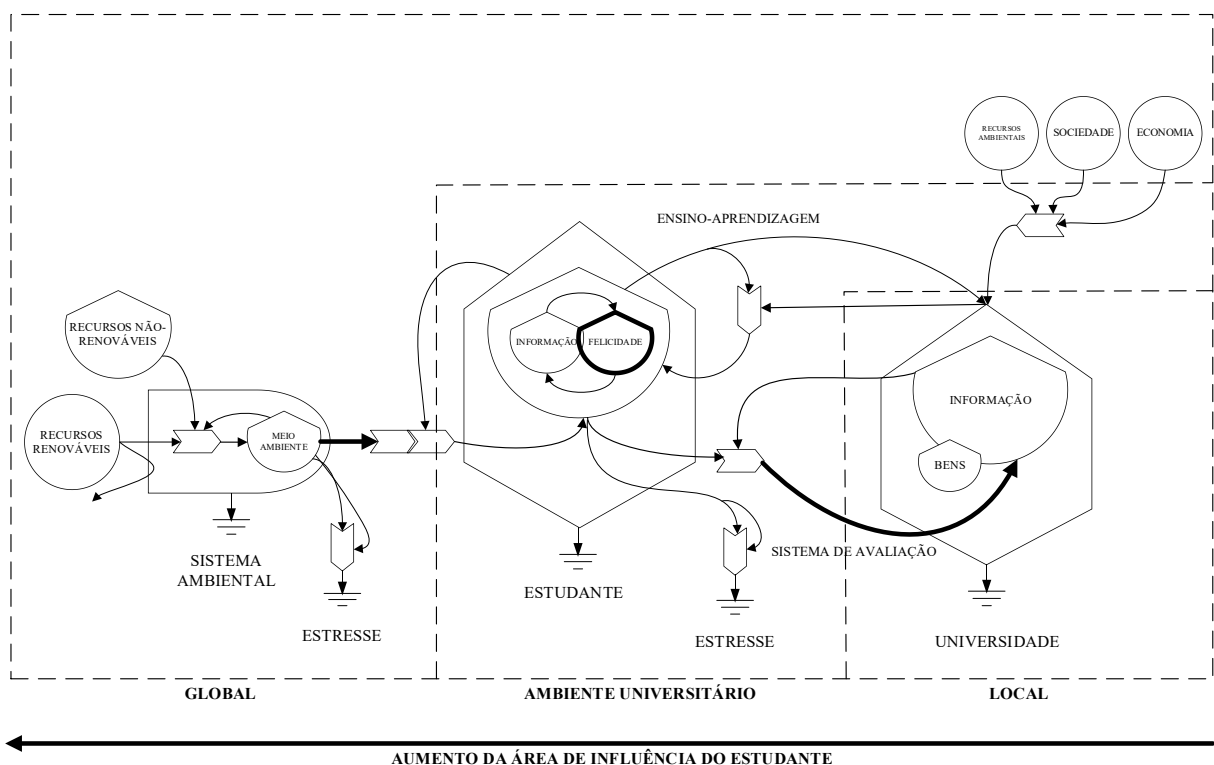 RECURSOS
AMBIENTAIS
SOCIEDADE
ECONOMIA
ENSINO-APRENDIZAGEM
RECURSOS NÃO-
RENOVÁVEIS
INFORMAÇÃO
FELICIDADE
RECURSOS
RENOVÁVEIS
MEIO
AMBIENTE
INFORMAÇÃO
BENS
SISTEMA
AMBIENTAL
ESTRESSE
ESTUDANTE
SISTEMA DE AVALIAÇÃO
ESTRESSE
UNIVERSIDADE
GLOBAL
AMBIENTE UNIVERSITÁRIO
LOCAL
AUMENTO DA ÁREA DE INFLUÊNCIA DO ESTUDANTE